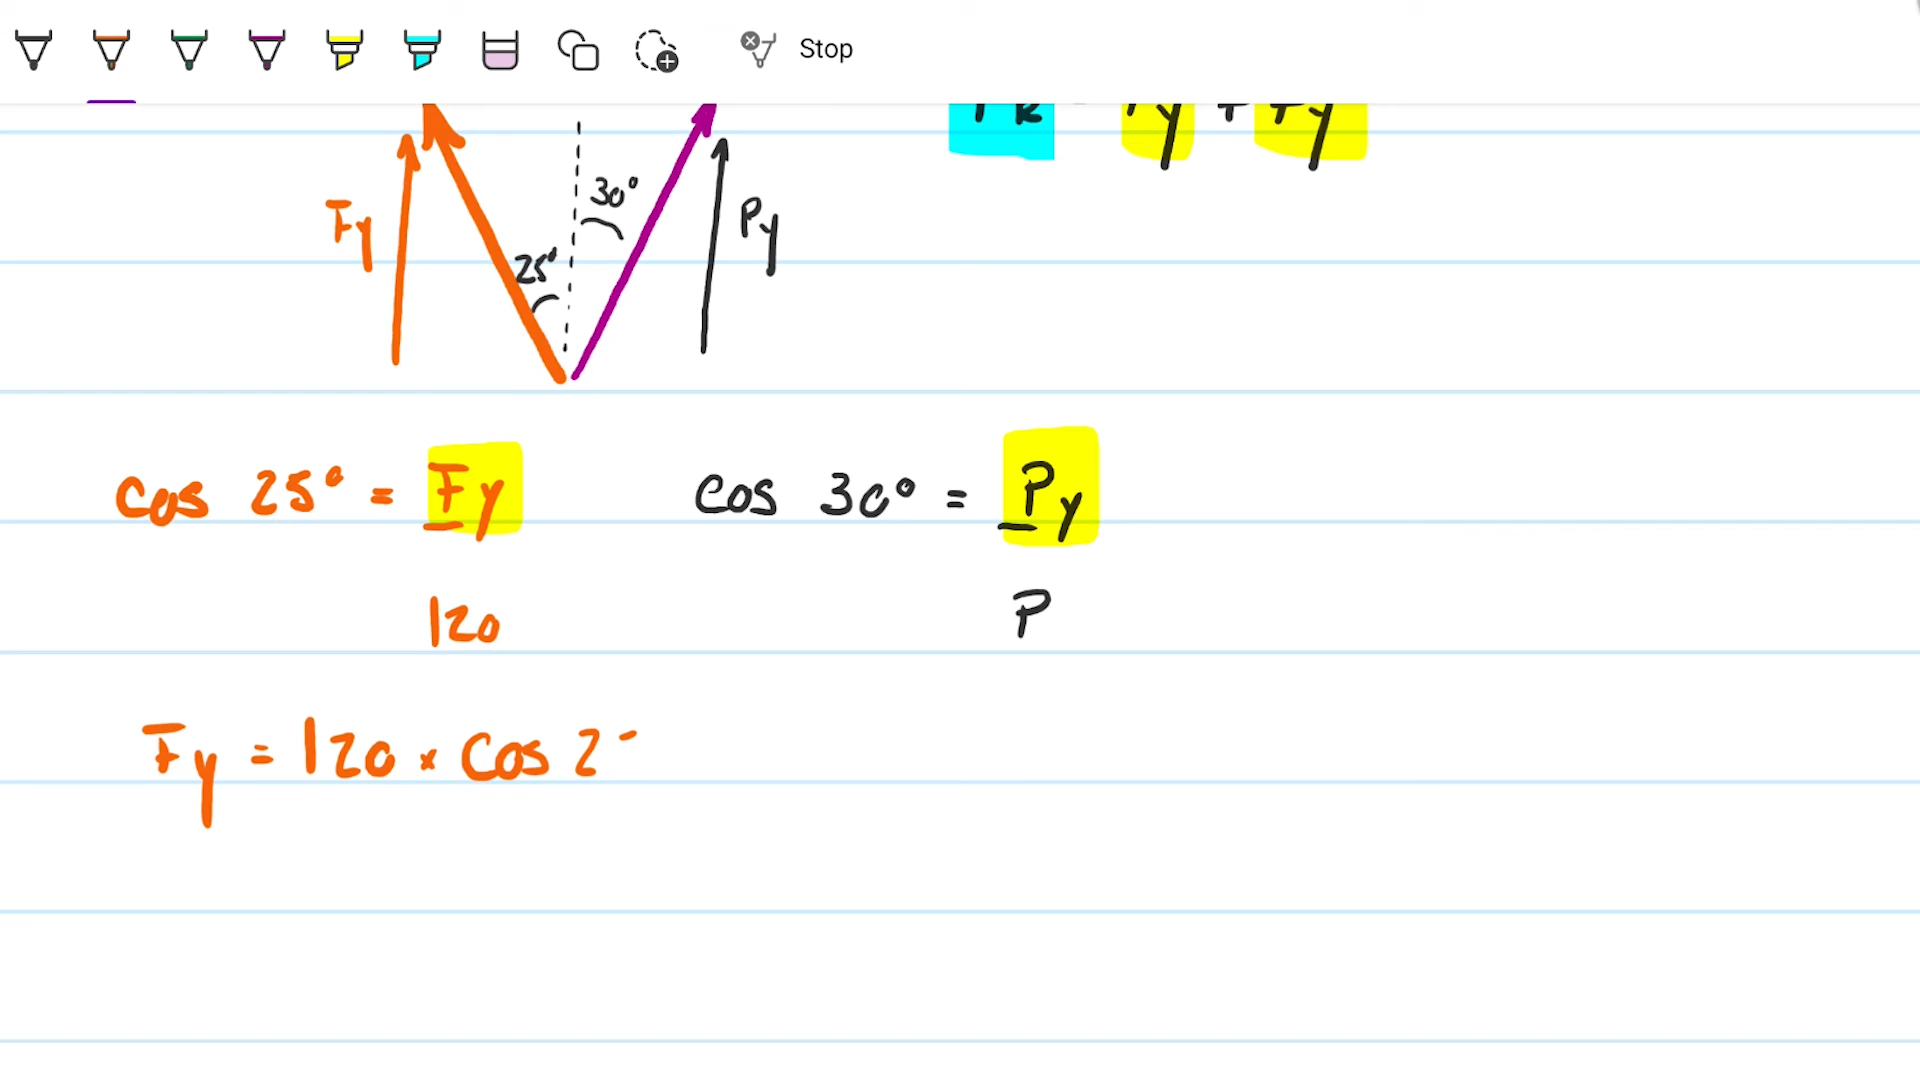 Stop
30°
Fy
Py
25°
cos 25° = Fy
120
cos 30° = Py
P
Fy = 120 × cos 2